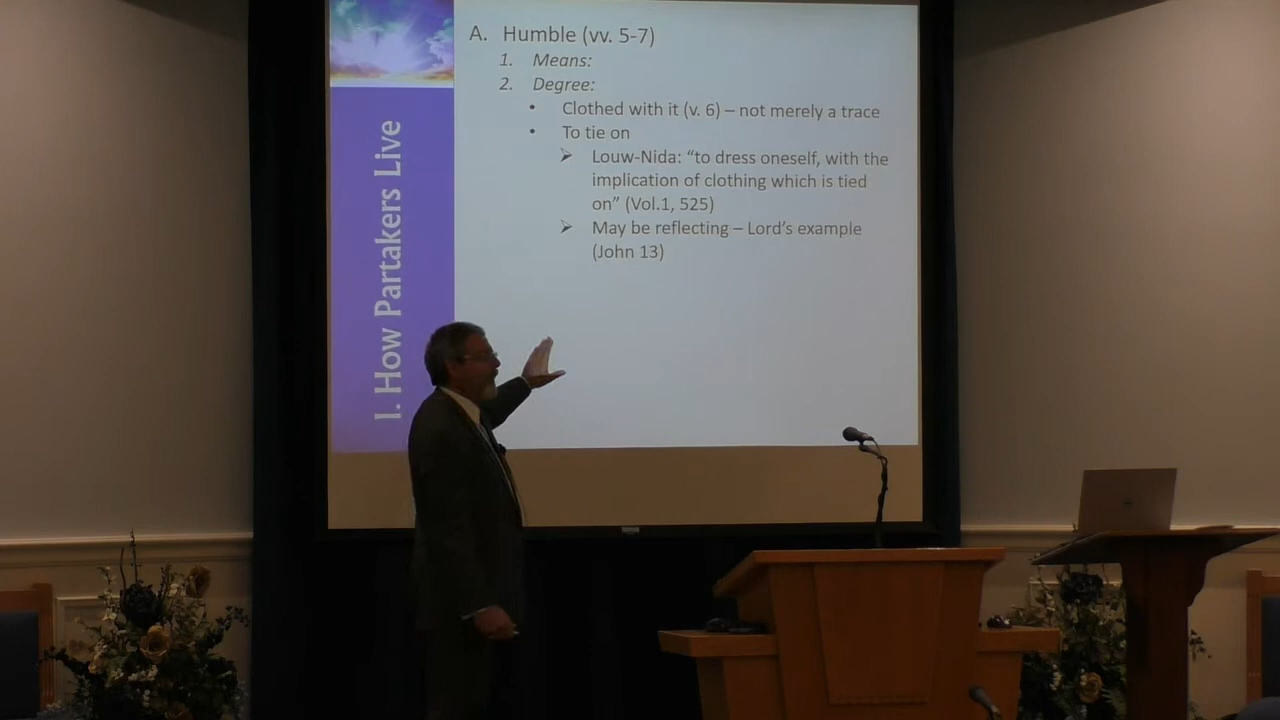 I. How Partakers Live
A. Humble (vv. 5-7)
1. Means:
2. Degree:
• Clothed with it (v. 6) – not merely a trace
• To tie on
➢ Louw-Nida: “to dress oneself, with the
implication of clothing which is tied
on” (Vol.1, 525)
➢ May be reflecting – Lord’s example
(John 13)